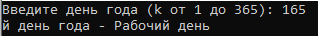 Введите день года (k от 1 до 365): 165
й день года - Рабочий день